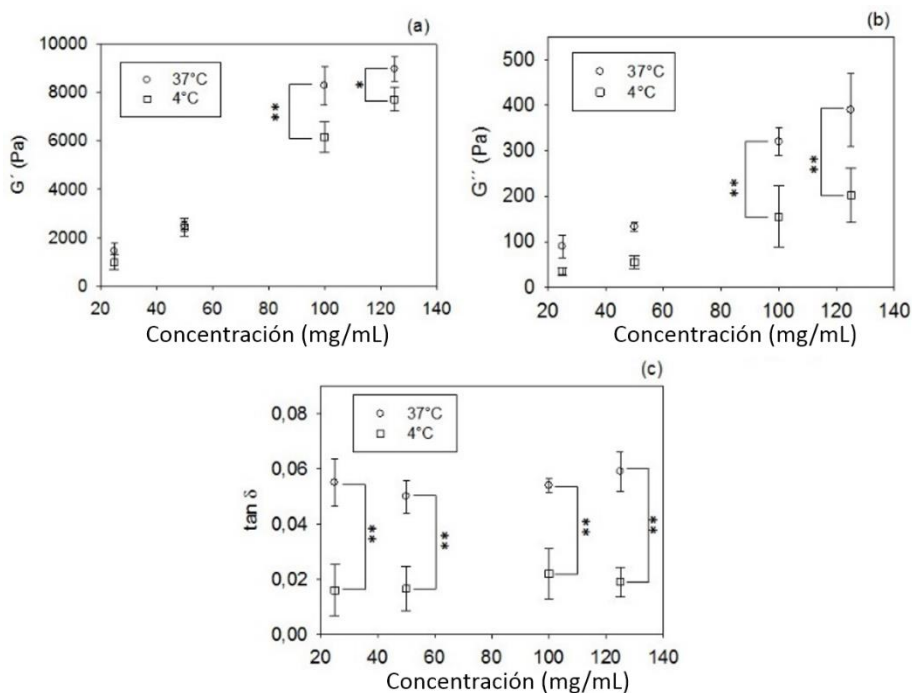 (a)
10000
8000
6000
4000
2000
0
G´ (Pa)
37°C
4°C
**
*
20 40 60 80 100 120 140
Concentración (mg/mL)
(b)
500
400
300
200
100
0
G´´ (Pa)
37°C
4°C
**
**
20 40 60 80 100 120 140
Concentración (mg/mL)
(c)
0,08
0,06
0,04
0,02
0,00
tan δ
37°C
4°C
**
**
**
**
20 40 60 80 100 120 140
Concentración (mg/mL)